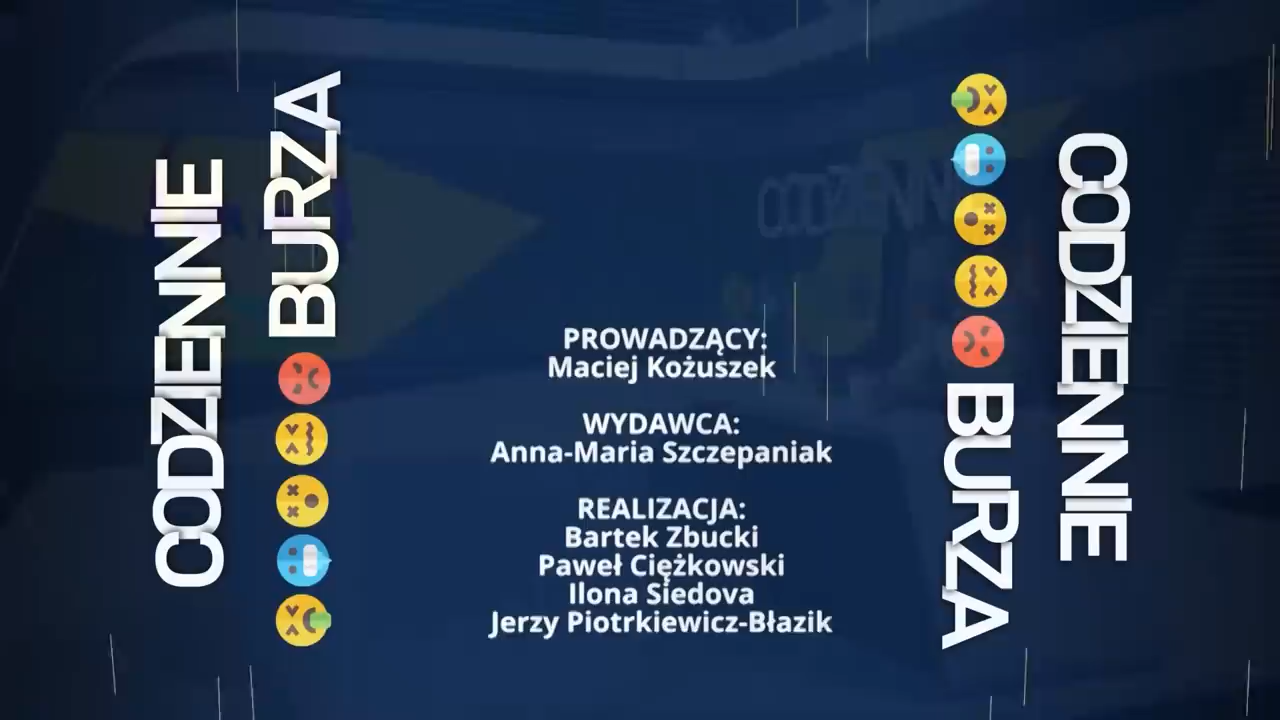 CODZIENNIE
BURZA
PROWADZĄCY:
Maciej Kożuszek
WYDAWCA:
Anna-Maria Szczepaniak
REALIZACJA:
Bartek Zbucki
Paweł Ciężkowski
Ilona Siedova
Jerzy Piotrkiewicz-Błazik
BURZA
CODZIENNIE